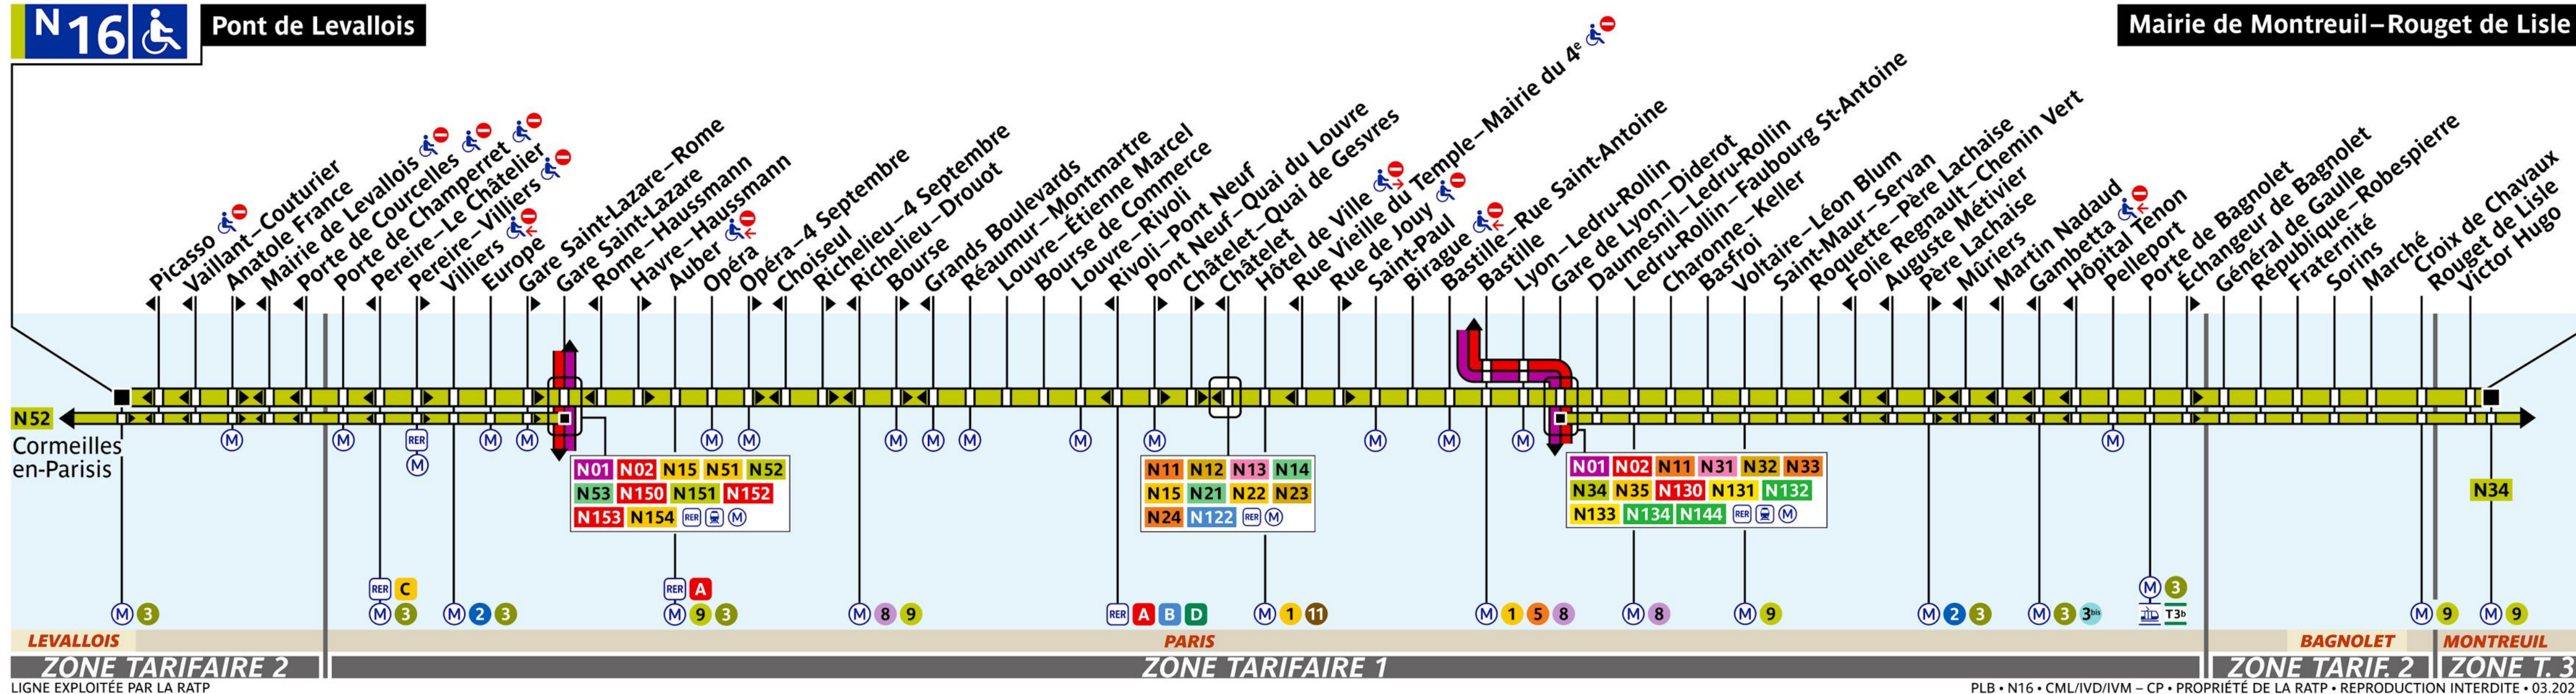 N16
Pont de Levallois
Mairie de Montreuil–Rouget de Lisle
Picasso
Vaillant–Couturier
Anatole France
Mairie de Levallois
Porte de Courcelles
Porte de Champerret
Pereire–Le Châtelier
Pereire–Villiers
Villiers
Europe
Gare Saint-Lazare–Rome
Gare Saint-Lazare
Rome–Haussmann
Havre–Haussmann
Auber
Opéra
Opéra–4 Septembre
Choiseul
Richelieu–4 Septembre
Richelieu–Drouot
Bourse
Grands Boulevards
Réaumur–Montmartre
Louvre–Étienne Marcel
Bourse de Commerce
Louvre–Rivoli
Rivoli–Pont Neuf
Pont Neuf–Quai du Louvre
Châtelet–Quai de Gesvres
Châtelet
Hôtel de Ville
Rue Vieille du Temple–Mairie du 4e
Rue de Jouy
Saint-Paul
Birague
Bastille–Rue Saint-Antoine
Bastille
Lyon–Ledru-Rollin
Gare de Lyon–Diderot
Daumesnil–Ledru-Rollin
Ledru-Rollin–Faubourg St-Antoine
Charonne–Keller
Basfroi
Voltaire–Léon Blum
Saint-Maur–Servan
Roquette–Père Lachaise
Folie Regnault–Chemin Vert
Auguste Métivier
Père Lachaise
Mûriers
Martin Nadaud
Gambetta
Hôpital Tenon
Pelleport
Porte de Bagnolet
Échangeur de Bagnolet
Général de Gaulle
République–Robespierre
Fraternité
Sorins
Marché
Croix de Chavaux
Rouget de Lisle
Victor Hugo
N52
Cormeilles
en-Parisis
M M RER M M M M M M M M M M M M M M
M
N01 N02 N15 N51 N52
N53 N150 N151 N152
N153 N154 RER M
N11 N12 N13 N14
N15 N21 N22 N23
N24 N122 RER M
N01 N02 N11 N31 N32 N33
N34 N35 N130 N131 N132
N133 N134 N144 RER M
N34
RER C RER A M 3
M 3 M 3 M 2 3 M 9 3 M 8 9 RER A B D M 1 11 M 1 5 8 M 8 M 9 M 2 3 M 3 3bis T3b M 9 M 9
LEVALLOIS PARIS BAGNOLET MONTREUIL
ZONE TARIFAIRE 2 ZONE TARIFAIRE 1 ZONE TARIF. 2 ZONE T. 3
LIGNE EXPLOITÉE PAR LA RATP
PLB • N16 • CML/IVD/IVM – CP • PROPRIÉTÉ DE LA RATP • REPRODUCTION INTERDITE • 03.202